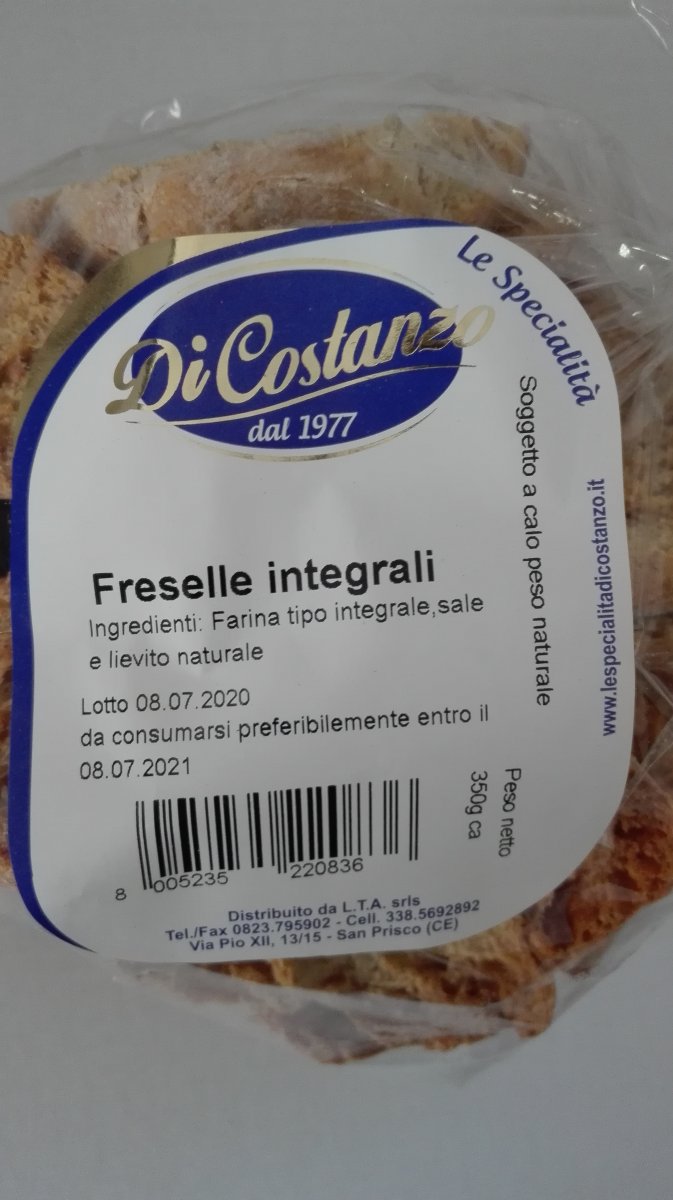 Le Specialità
Di Costanzo
dal 1977
Soggetto a calo peso naturale
www.lespecialitadicostanzo.it
Freselle integrali
Ingredienti: Farina tipo integrale,sale
e lievito naturale
Lotto 08.07.2020
da consumarsi preferibilemente entro il
08.07.2021
Peso netto
350g ca
8 005235 220836
Distribuito da L.T.A. srls
Tel./Fax 0823.795902 - Cell. 338.5692892
Via Pio XII, 13/15 - San Prisco (CE)